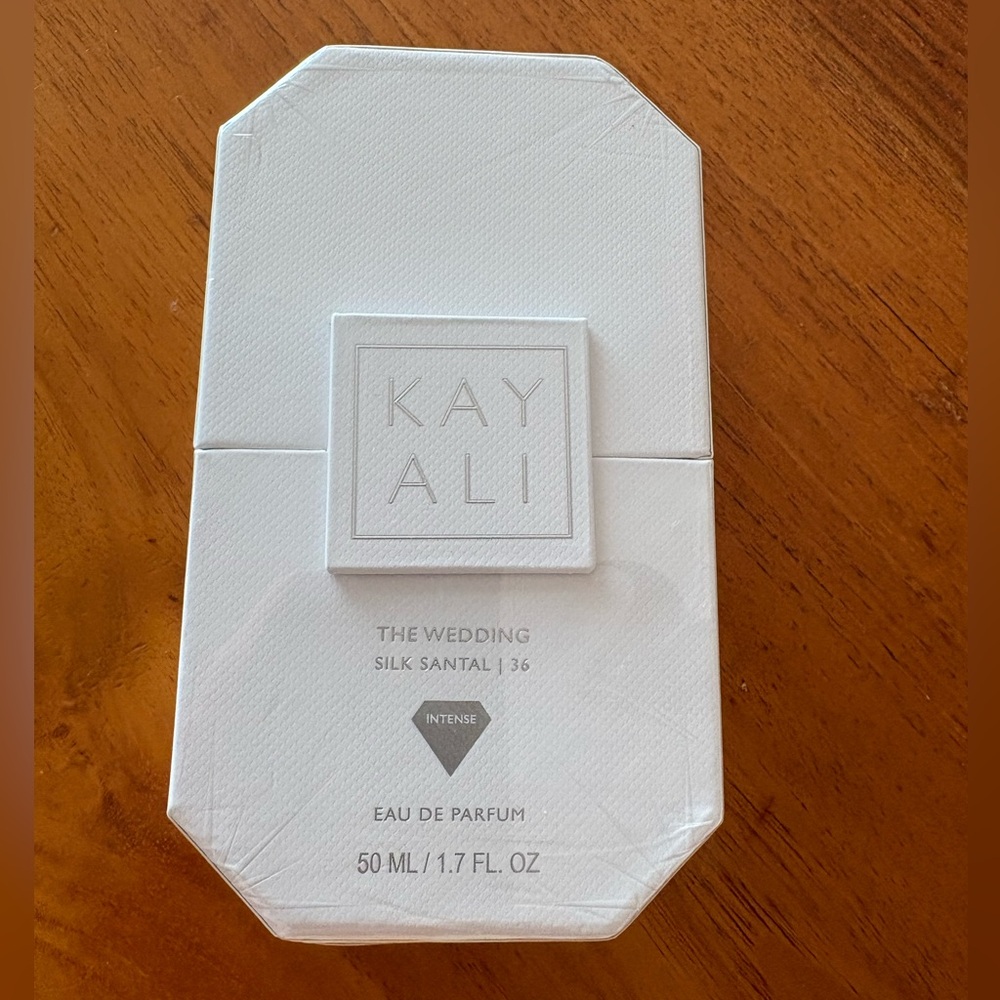 KAY
ALI
THE WEDDING
SILK SANTAL | 36
INTENSE
EAU DE PARFUM
50 ML / 1.7 FL. OZ